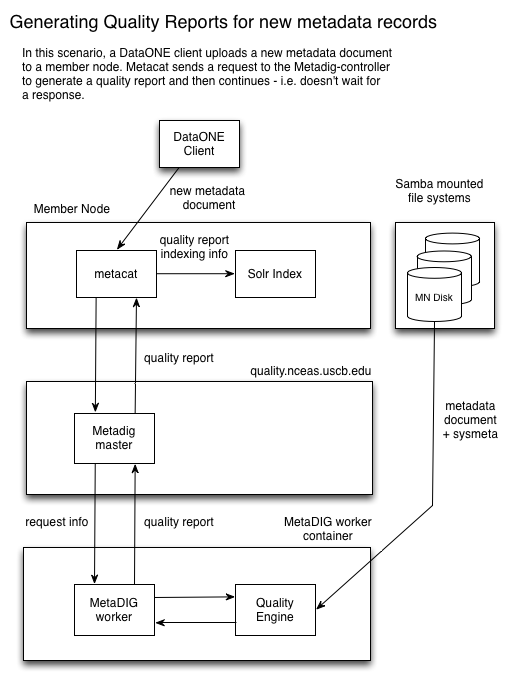 Generating Quality Reports for new metadata records
In this scenario, a DataONE client uploads a new metadata document
to a member node. Metacat sends a request to the Metadig-controller
to generate a quality report and then continues - i.e. doesn't wait for
a response.
DataONE
Client
new metadata
document
Samba mounted
file systems
Member Node
quality report
indexing info
metacat
Solr Index
MN Disk
quality report
quality.nceas.uscb.edu
Metadig
master
metadata
document
+ sysmeta
request info
quality report
MetaDIG worker
container
MetaDIG
worker
Quality
Engine